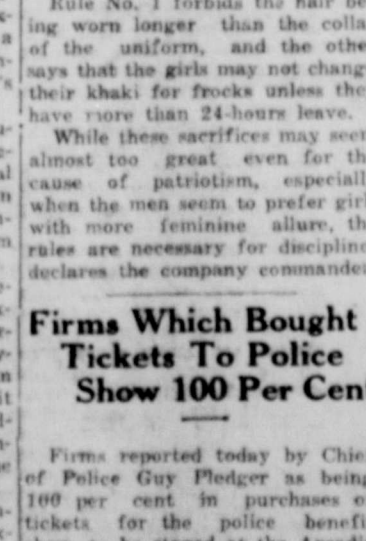 Rule No. 1 forbids the hair be-
ing worn longer than the colla
of the uniform, and the othe
says that the girls may not chang
their khaki for frocks unless the
have more than 24-hours leave.
While these sacrifices may seem
almost too great even for th
cause of patriotism, especiall
when the men seem to prefer girl
with more feminine allure, th
rules are necessary for discipline
declares the company commander
Firms Which Bought
Tickets To Police
Show 100 Per Cent
Firms reported today by Chie
of Police Guy Pledger as being
100 per cent in purchases o
tickets for the police benefi